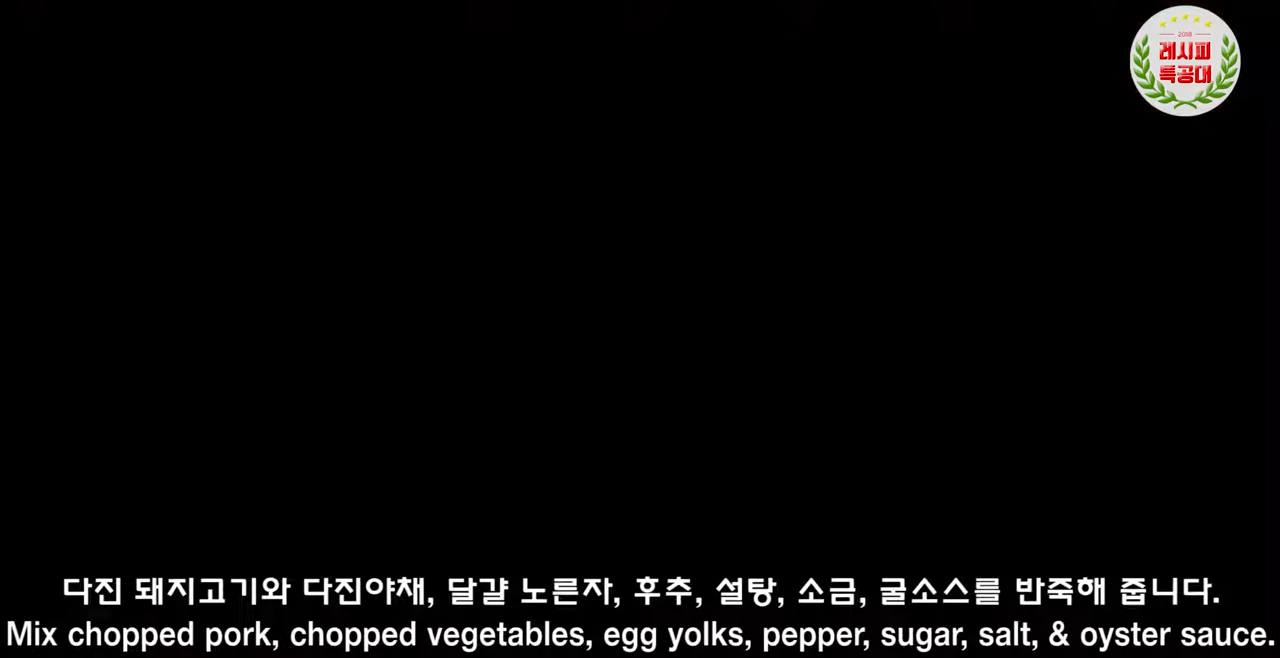 2018
레시피
특공대
다진 돼지고기와 다진야채, 달걀 노른자, 후추, 설탕, 소금, 굴소스를 반죽해 줍니다.
Mix chopped pork, chopped vegetables, egg yolks, pepper, sugar, salt, & oyster sauce.